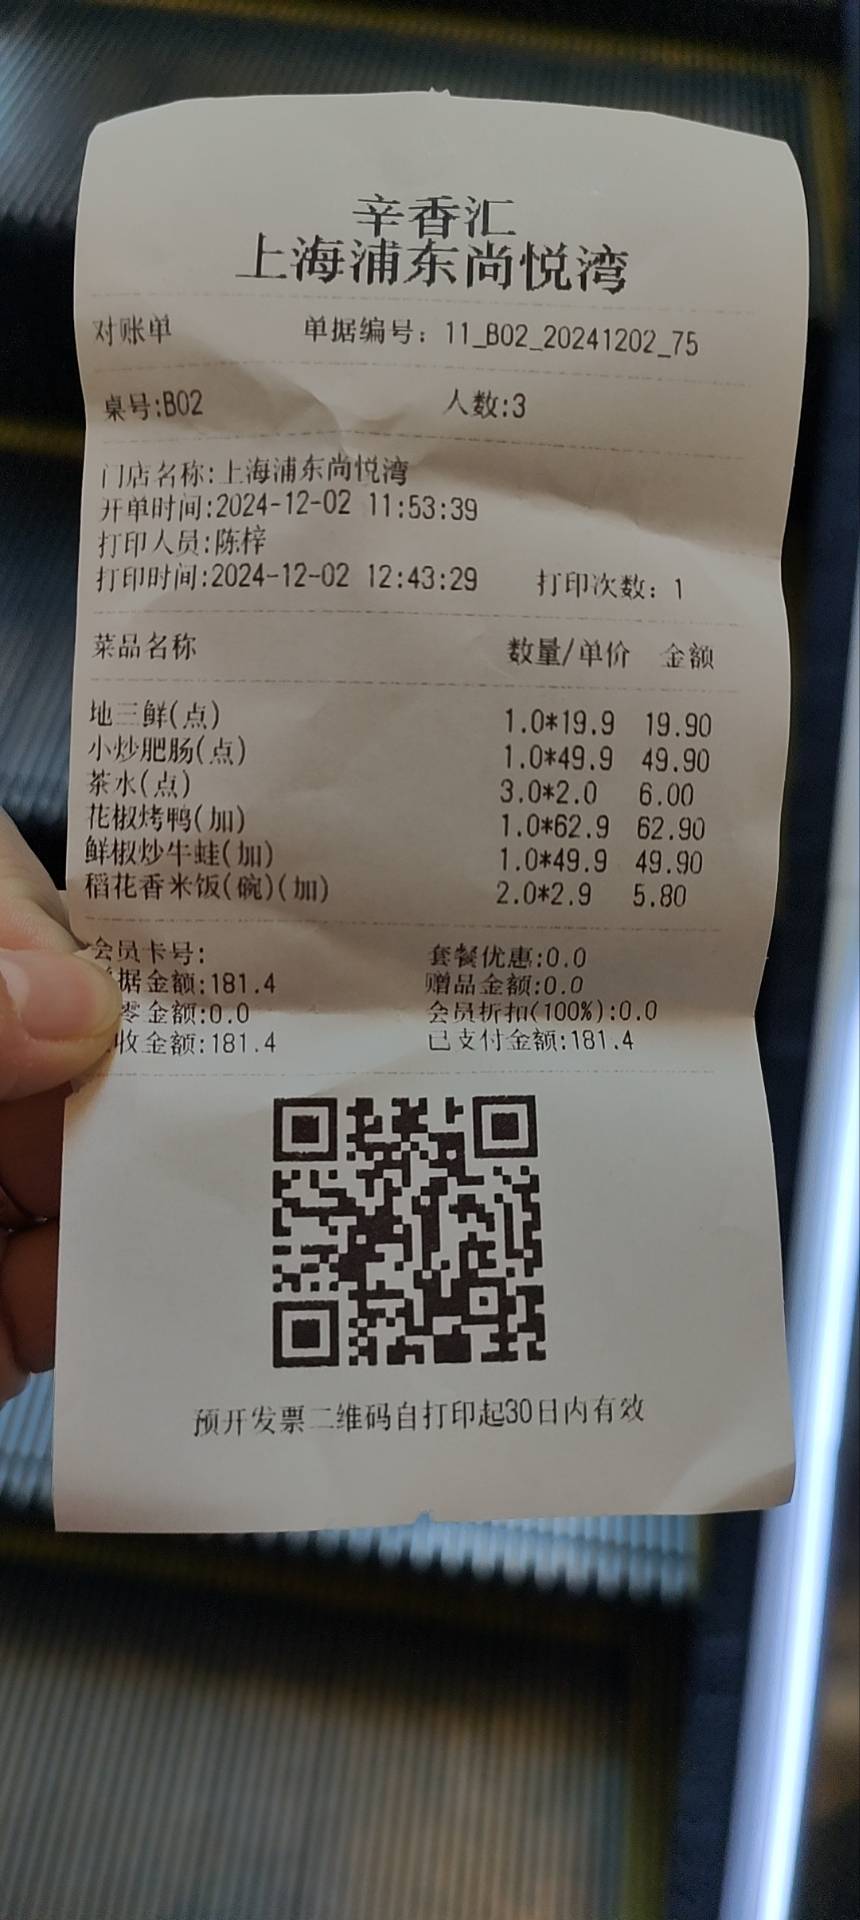 辛香汇
上海浦东尚悦湾
对账单 单据编号：11_B02_20241202_75
桌号:B02 人数:3
门店名称:上海浦东尚悦湾
开单时间:2024-12-02 11:53:39
打印人员:陈梓
打印时间:2024-12-02 12:43:29 打印次数：1
菜品名称 数量/单价 金额
地三鲜(点) 1.0*19.9 19.90
小炒肥肠(点) 1.0*49.9 49.90
茶水(点) 3.0*2.0 6.00
花椒烤鸭(加) 1.0*62.9 62.90
鲜椒炒牛蛙(加) 1.0*49.9 49.90
稻花香米饭(碗)(加) 2.0*2.9 5.80
会员卡号: 套餐优惠:0.0
据金额:181.4 赠品金额:0.0
零金额:0.0 会员折扣(100%):0.0
收金额:181.4 已支付金额:181.4
预开发票二维码自打印起30日内有效